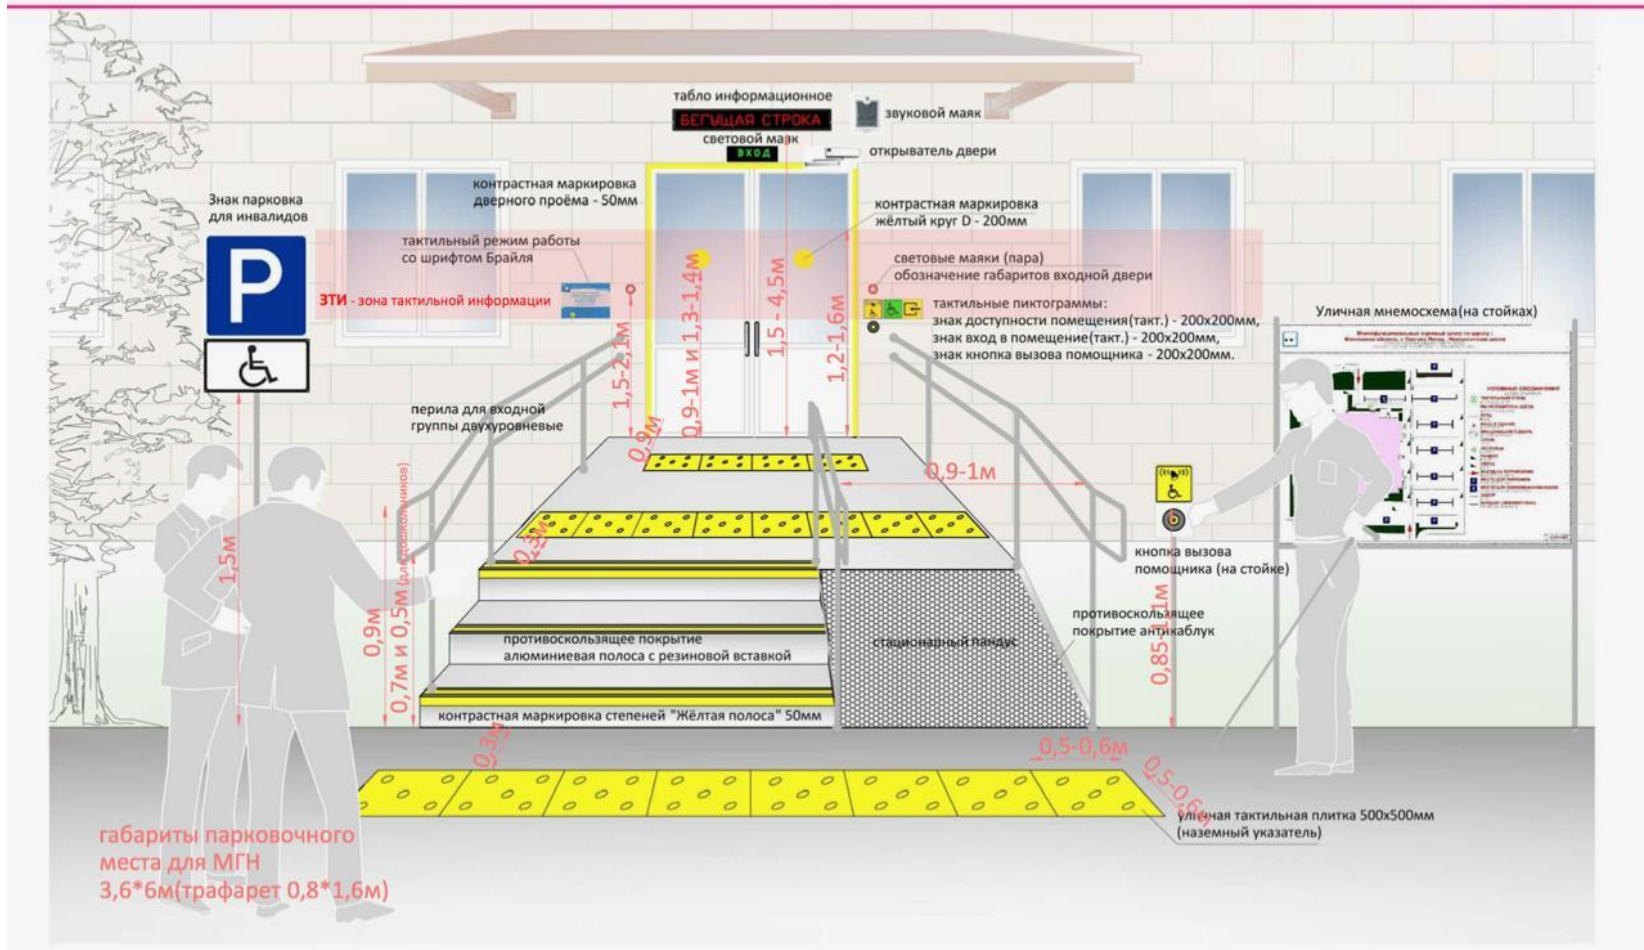 табло информационное
БЕГУЩАЯ СТРОКА
звуковой маяк
световой маяк
ВХОД
открыватель двери
контрастная маркировка
дверного проёма - 50мм
Знак парковка
для инвалидов
P
контрастная маркировка
жёлтый круг D - 200мм
тактильный режим работы
со шрифтом Брайля
световые маяки (пара)
обозначение габаритов входной двери
ЗТИ - зона тактильной информации
тактильные пиктограммы:
знак доступности помещения(такт.) - 200х200мм,
знак вход в помещение(такт.) - 200х200мм,
знак кнопка вызова помощника - 200х200мм.
Уличная мнемосхема(на стойках)
1,5-2,1м
0,9-1м и 1,3-1,4м
1,5 - 4,5м
1,2-1,6м
перила для входной
группы двухуровневые
0,9м
0,9-1м
0,3м
1,5м
0,9м
0,7м и 0,5м (для дошкольников)
кнопка вызова
помощника (на стойке)
0,85-1,1м
противоскользящее
покрытие антикаблук
противоскользящее покрытие
алюминиевая полоса с резиновой вставкой
стационарный пандус
контрастная маркировка степеней "Жёлтая полоса" 50мм
0,3м
0,5-0,6м
0,5-0,6м
уличная тактильная плитка 500х500мм
(наземный указатель)
габариты парковочного
места для МГН
3,6*6м(трафарет 0,8*1,6м)